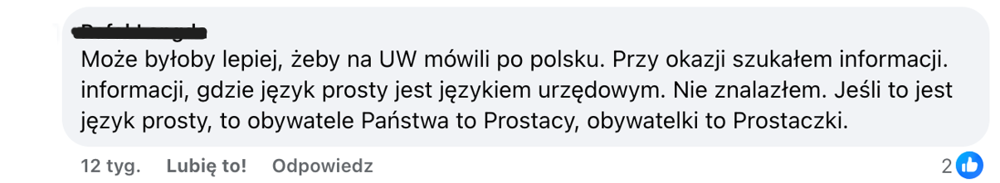 Może byłoby lepiej, żeby na UW mówili po polsku. Przy okazji szukałem informacji.
informacji, gdzie język prosty jest językiem urzędowym. Nie znalazłem. Jeśli to jest
język prosty, to obywatele Państwa to Prostacy, obywatelki to Prostaczki.
12 tyg. Lubię to! Odpowiedz 2